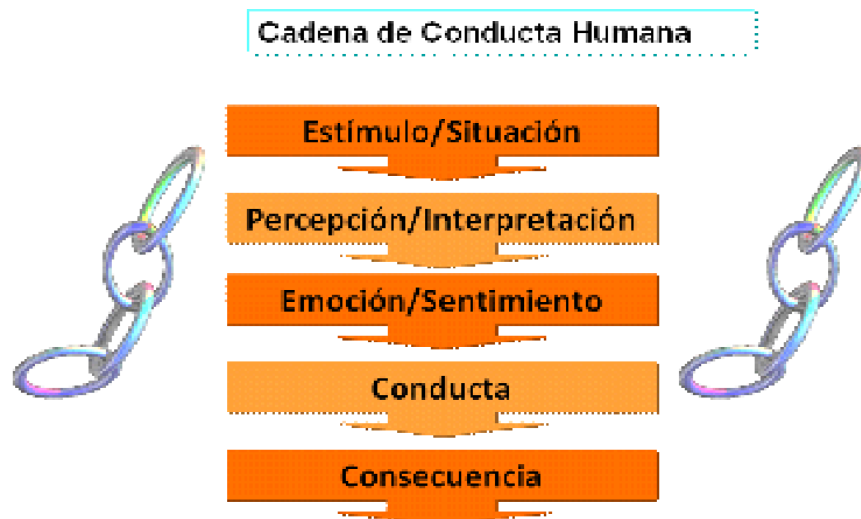 Cadena de Conducta Humana
Estímulo/Situación
Percepción/Interpretación
Emoción/Sentimiento
Conducta
Consecuencia